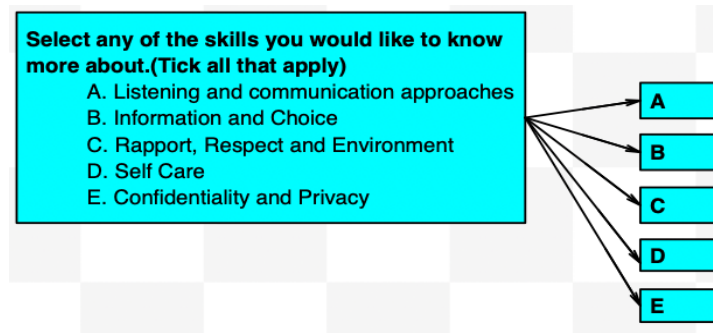 Select any of the skills you would like to know
more about.(Tick all that apply)
A. Listening and communication approaches
B. Information and Choice
C. Rapport, Respect and Environment
D. Self Care
E. Confidentiality and Privacy
A
B
C
D
E